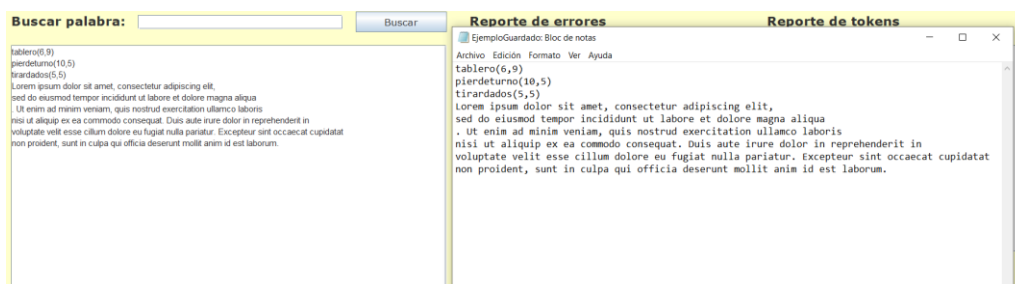 Buscar palabra:
Buscar
Reporte de errores
Reporte de tokens
tablero(6,9)
pierdeturno(10,5)
tirardados(5,5)
Lorem ipsum dolor sit amet, consectetur adipiscing elit,
sed do eiusmod tempor incididunt ut labore et dolore magna aliqua
. Ut enim ad minim veniam, quis nostrud exercitation ullamco laboris
nisi ut aliquip ex ea commodo consequat. Duis aute irure dolor in reprehenderit in
voluptate velit esse cillum dolore eu fugiat nulla pariatur. Excepteur sint occaecat cupidatat
non proident, sunt in culpa qui officia deserunt mollit anim id est laborum.
EjemploGuardado: Bloc de notas
Archivo Edición Formato Ver Ayuda
tablero(6,9)
pierdeturno(10,5)
tirardados(5,5)
Lorem ipsum dolor sit amet, consectetur adipiscing elit,
sed do eiusmod tempor incididunt ut labore et dolore magna aliqua
. Ut enim ad minim veniam, quis nostrud exercitation ullamco laboris
nisi ut aliquip ex ea commodo consequat. Duis aute irure dolor in reprehenderit in
voluptate velit esse cillum dolore eu fugiat nulla pariatur. Excepteur sint occaecat cupidatat
non proident, sunt in culpa qui officia deserunt mollit anim id est laborum.